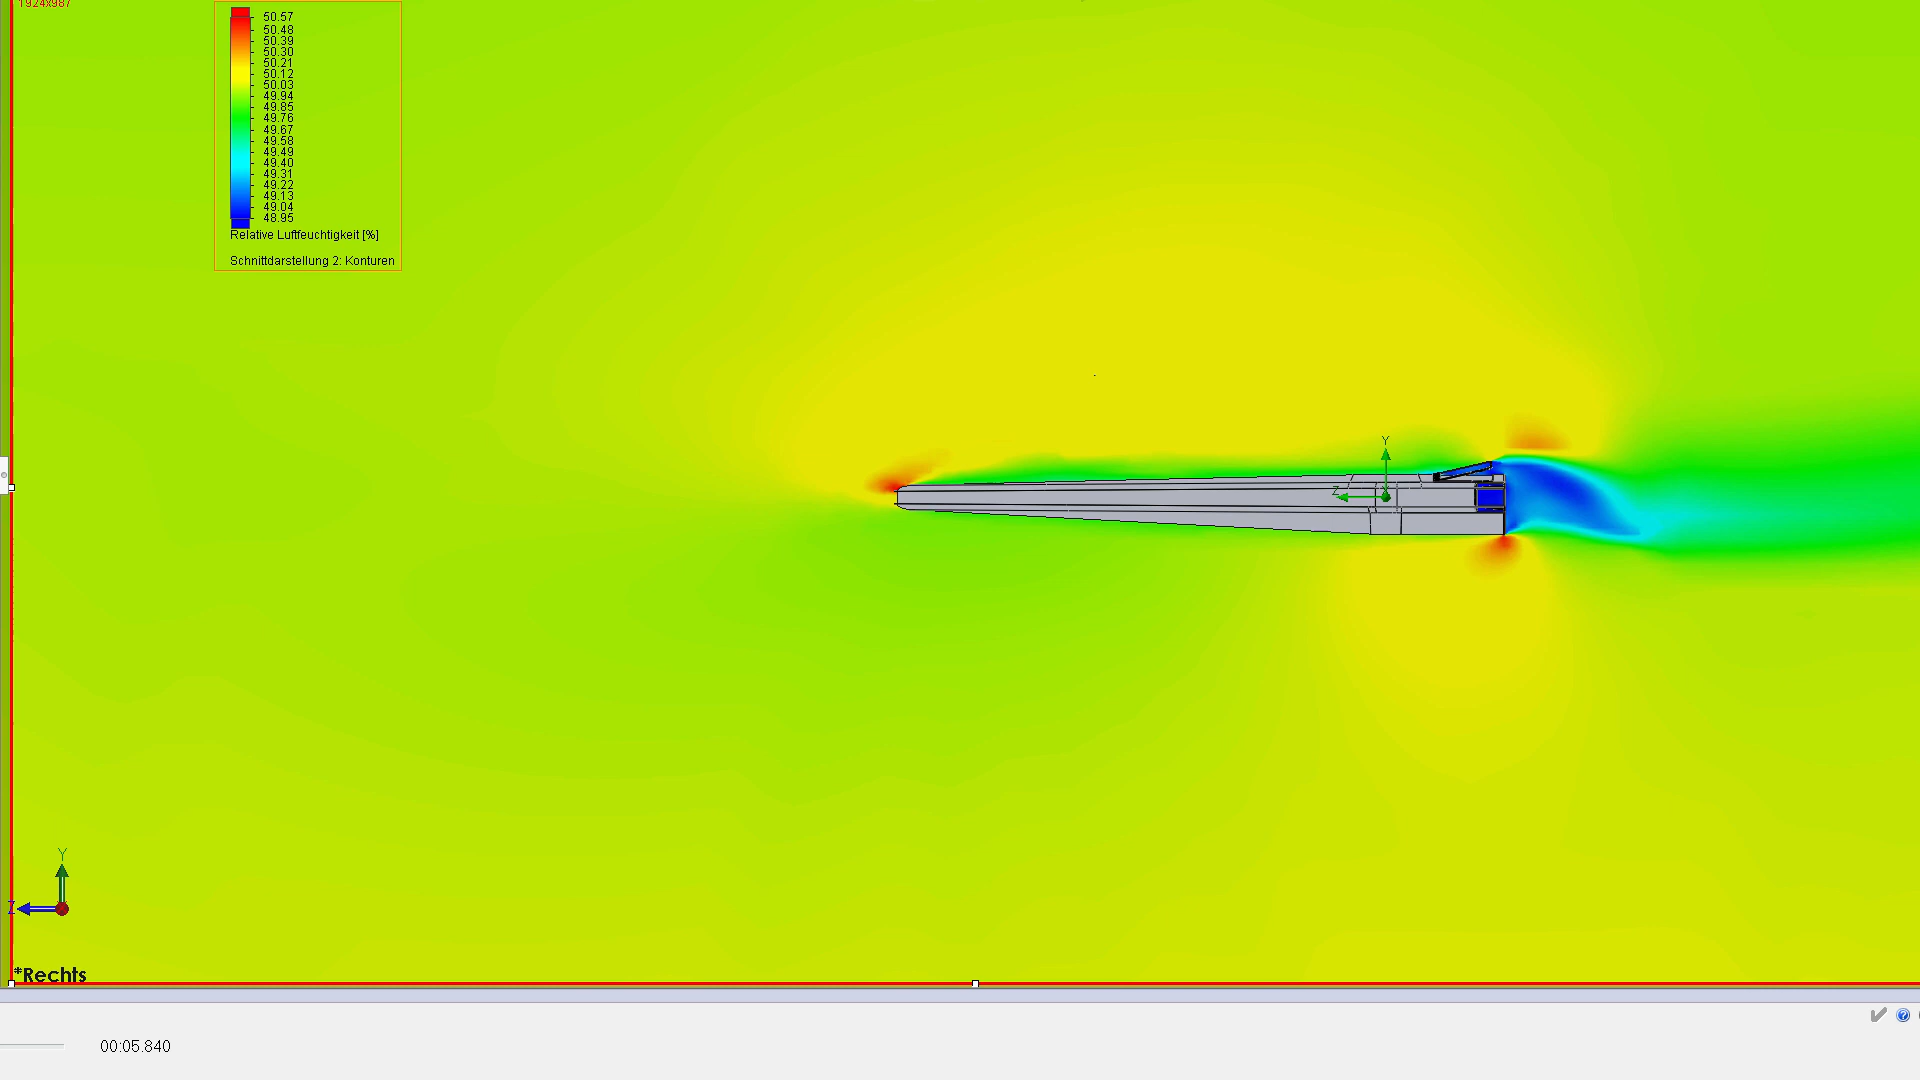 1924x987
50.57
50.48
50.39
50.30
50.21
50.12
50.03
49.94
49.85
49.76
49.67
49.58
49.49
49.40
49.31
49.22
49.13
49.04
48.95
Relative Luftfeuchtigkeit [%]
Schnittdarstellung 2: Konturen
Y
Z
Y
Z
*Rechts
?
00:05.840